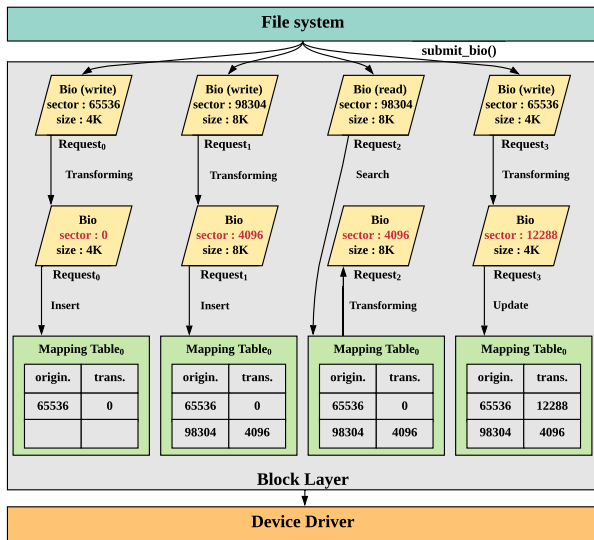 File system
submit_bio()
Bio (write)
sector : 65536
size : 4K
Request0
Transforming
Bio
sector : 0
size : 4K
Request0
Insert
Mapping Table0
origin. trans.
65536 0
Bio (write)
sector : 98304
size : 8K
Request1
Transforming
Bio
sector : 4096
size : 8K
Request1
Insert
Mapping Table0
origin. trans.
65536 0
98304 4096
Bio (read)
sector : 98304
size : 8K
Request2
Search
Bio
sector : 4096
size : 8K
Request2
Transforming
Mapping Table0
origin. trans.
65536 0
98304 4096
Bio (write)
sector : 65536
size : 4K
Request3
Transforming
Bio
sector : 12288
size : 4K
Request3
Update
Mapping Table0
origin. trans.
65536 12288
98304 4096
Block Layer
Device Driver